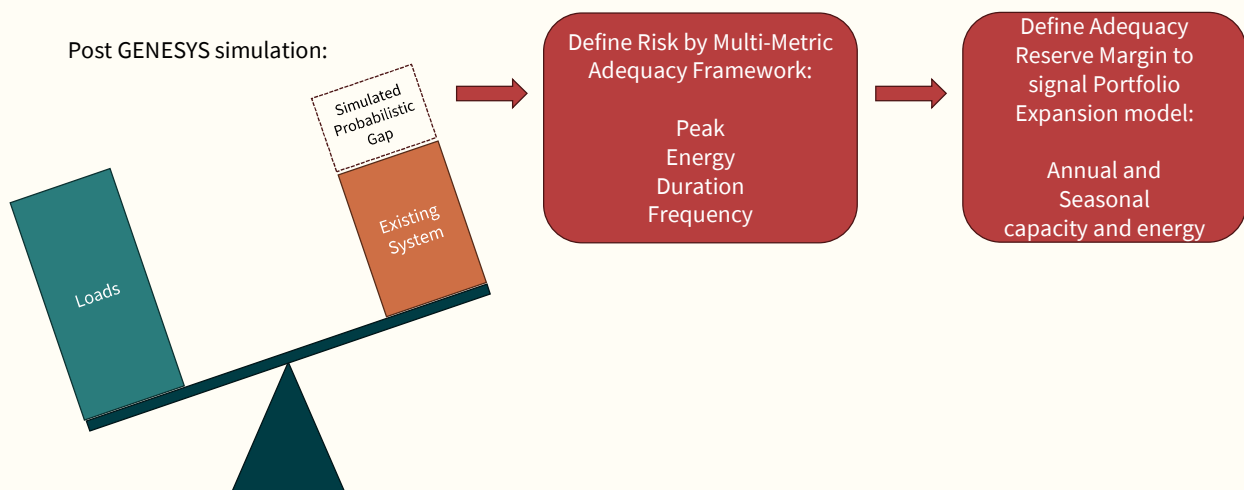 Post GENESYS simulation:
Simulated
Probabilistic
Gap
Existing
System
Loads
Define Risk by Multi-Metric
Adequacy Framework:
Peak
Energy
Duration
Frequency
Define Adequacy
Reserve Margin to
signal Portfolio
Expansion model:
Annual and
Seasonal
capacity and energy